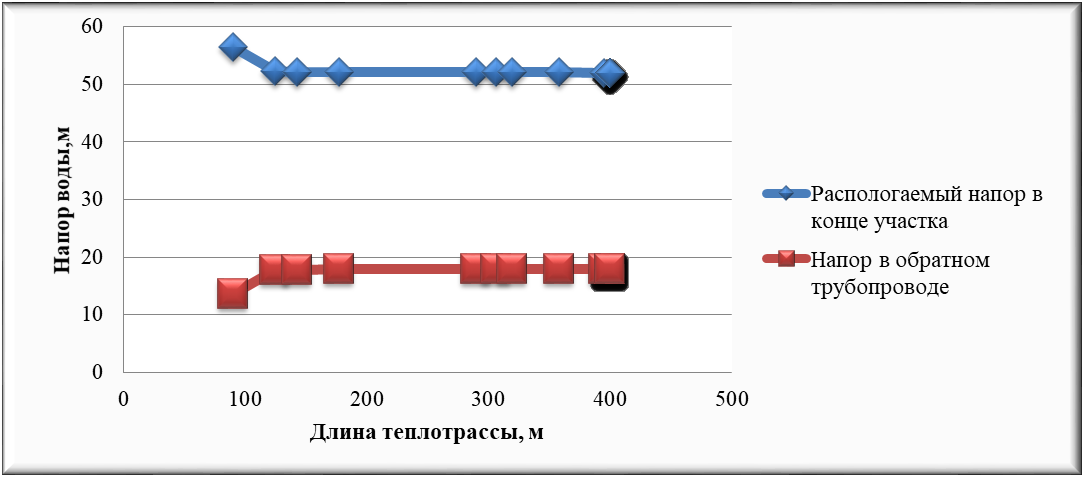 60
50
40
30
20
10
0
Напор воды,м
0 100 200 300 400 500
Длина теплотрассы, м
Распологаемый напор в
конце участка
Напор в обратном
трубопроводе